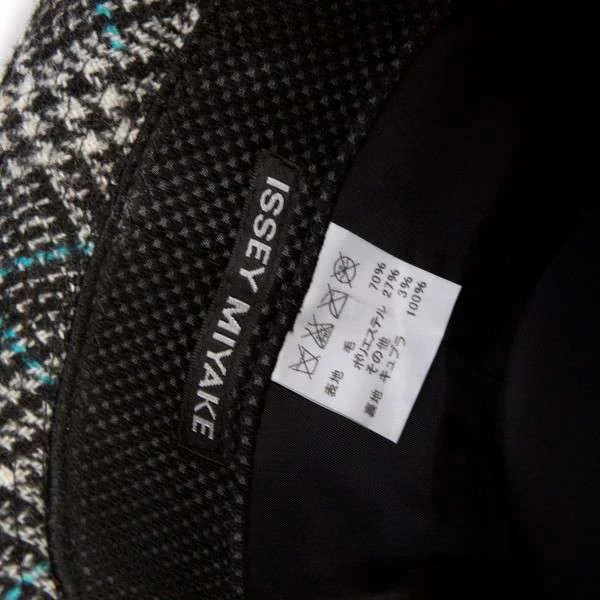 ISSEY MIYAKE
表地 毛 70%
ポリエステル 27%
その他 3%
裏地 キュプラ 100%